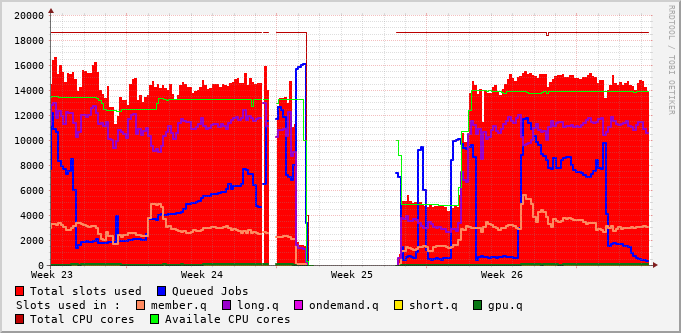 20000
18000
16000
14000
12000
10000
8000
6000
4000
2000
0
Week 23 Week 24 Week 25 Week 26
Total slots used Queued Jobs
Slots used in : member.q long.q ondemand.q short.q gpu.q
Total CPU cores Availale CPU cores
RRDTOOL / TOBI OETIKER